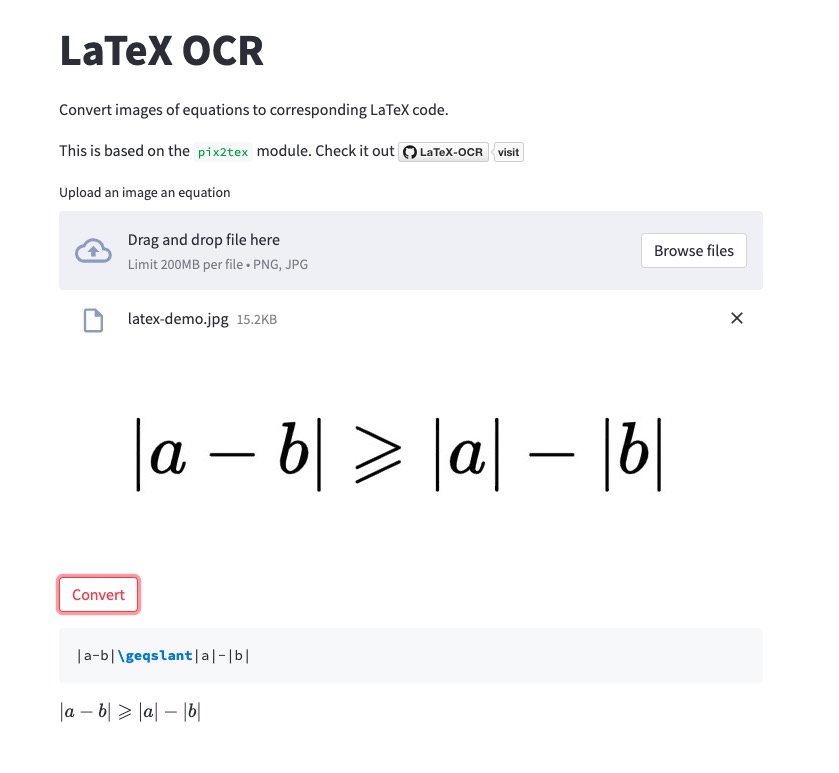 LaTeX OCR
Convert images of equations to corresponding LaTeX code.
This is based on the pix2tex module. Check it out LaTeX-OCR visit
Upload an image an equation
Drag and drop file here
Limit 200MB per file • PNG, JPG
Browse files
latex-demo.jpg 15.2KB
|a − b| ⩾ |a| − |b|
Convert
|a-b|\geqslant|a|-|b|
|a − b| ⩾ |a| − |b|